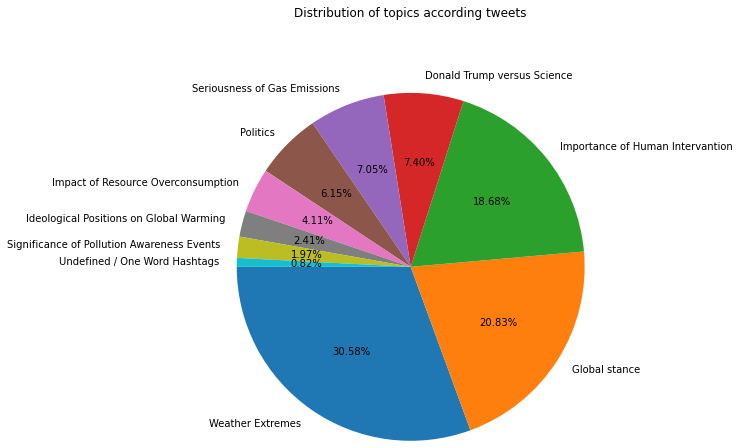 Distribution of topics according tweets
Donald Trump versus Science
Seriousness of Gas Emissions
Politics
Importance of Human Intervantion
7.40%
7.05%
Impact of Resource Overconsumption
6.15%
18.68%
4.11%
Ideological Positions on Global Warming
2.41%
Significance of Pollution Awareness Events
1.97%
Undefined / One Word Hashtags
0.82%
20.83%
30.58%
Global stance
Weather Extremes